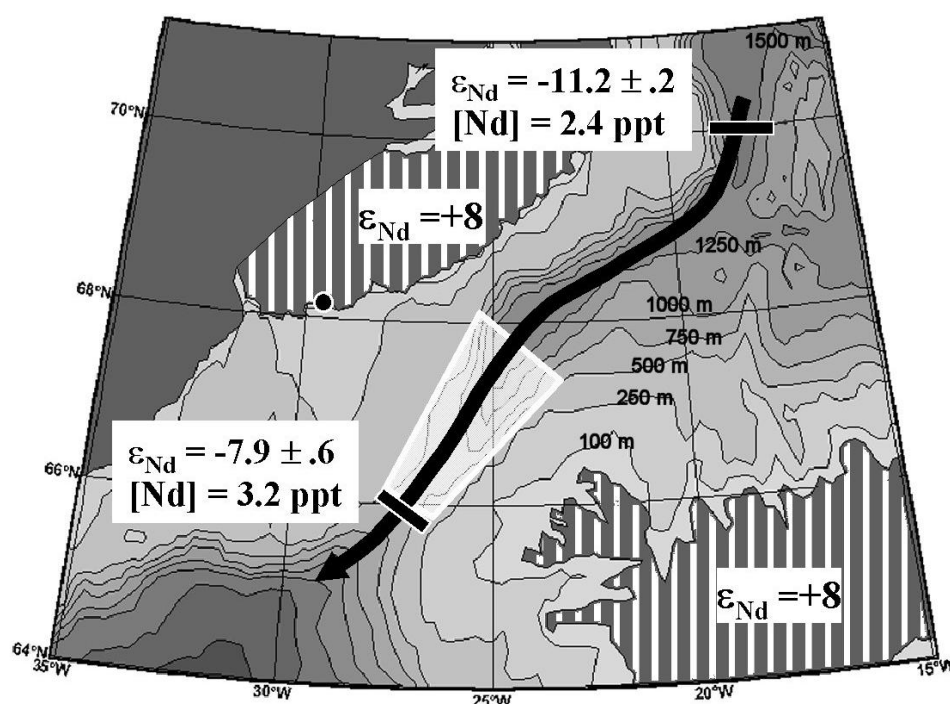 1500 m
70°N
εNd = -11.2 ± .2
[Nd] = 2.4 ppt
εNd =+8
1250 m
68°N
1000 m
750 m
500 m
250 m
100 m
66°N
εNd = -7.9 ± .6
[Nd] = 3.2 ppt
εNd =+8
64°N
35°W
30°W
25°W
20°W
15°W